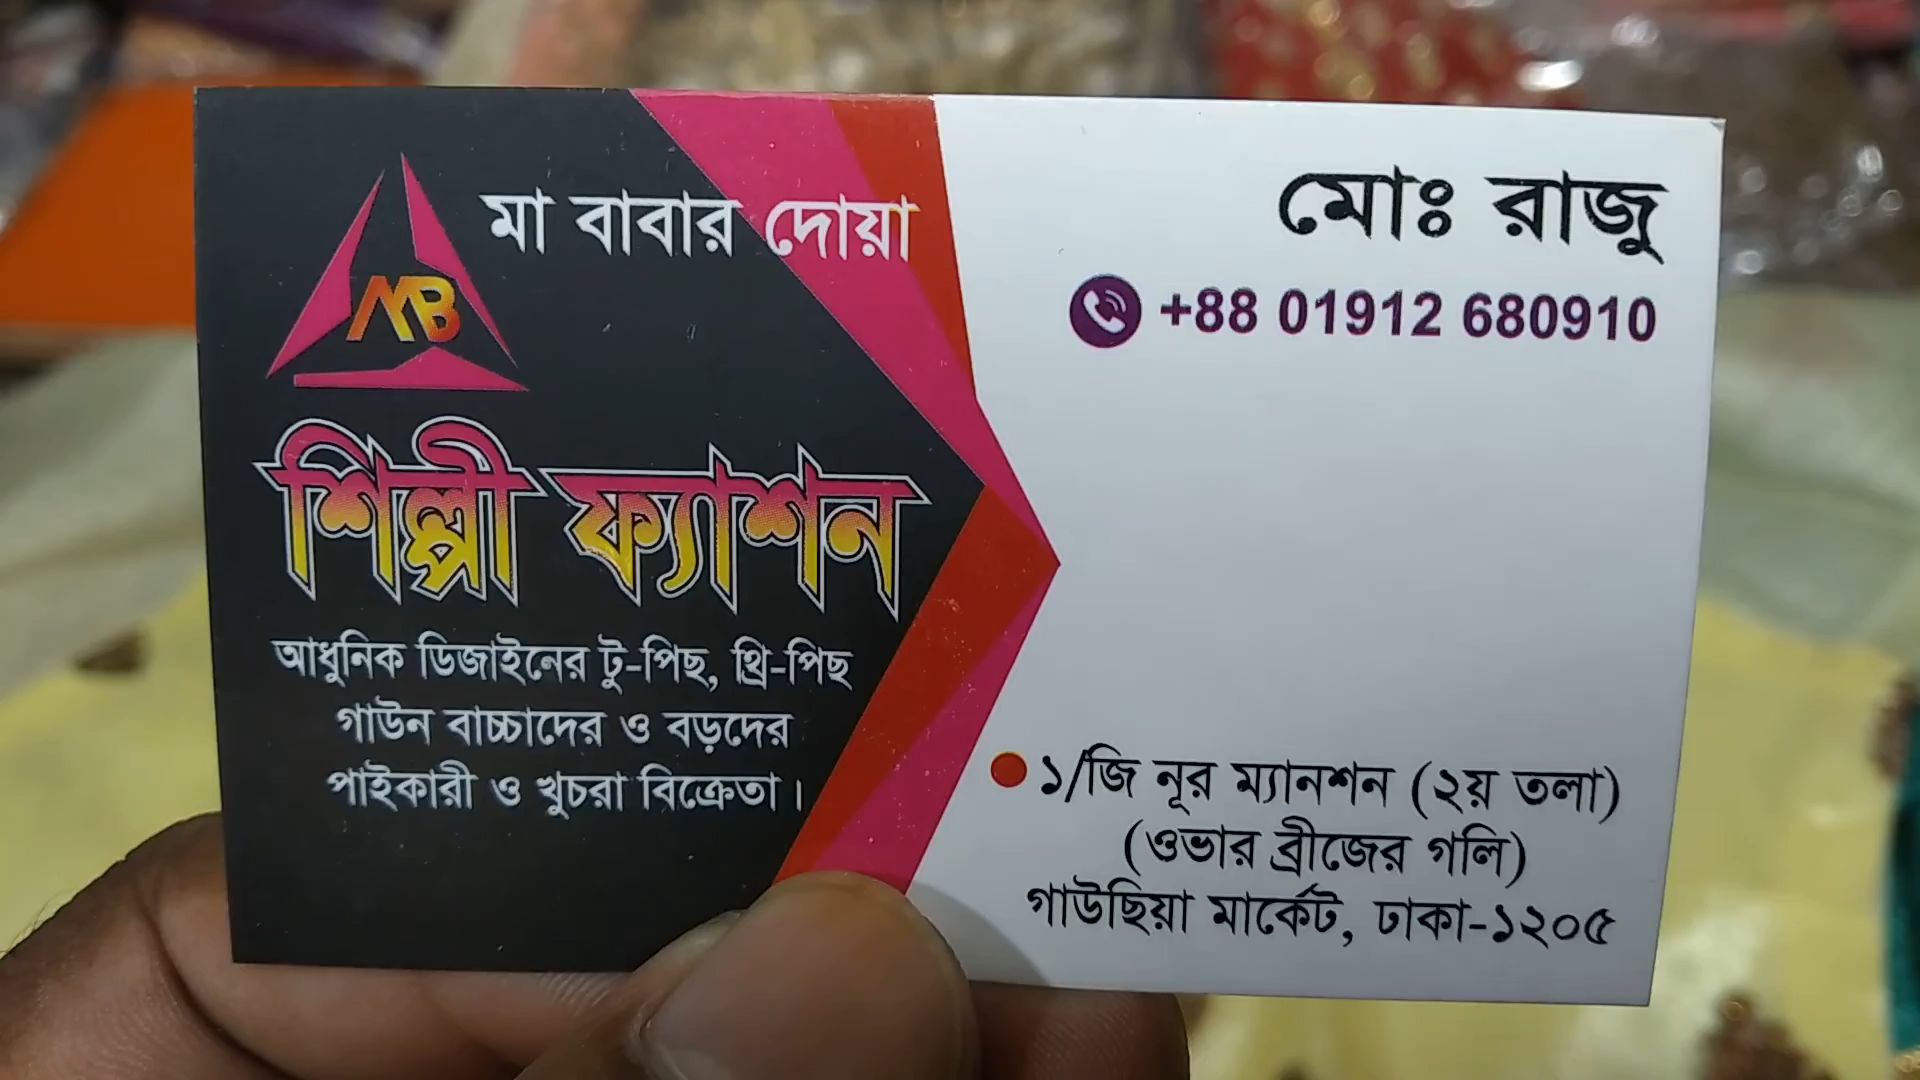 মা বাবার দোয়া
MB
শিল্পী ফ্যাশন
আধুনিক ডিজাইনের টু-পিছ, থ্রি-পিছ
গাউন বাচ্চাদের ও বড়দের
পাইকারী ও খুচরা বিক্রেতা।
মোঃ রাজু
+88 01912 680910
১/জি নূর ম্যানশন (২য় তলা)
(ওভার ব্রীজের গলি)
গাউছিয়া মার্কেট, ঢাকা-১২০৫